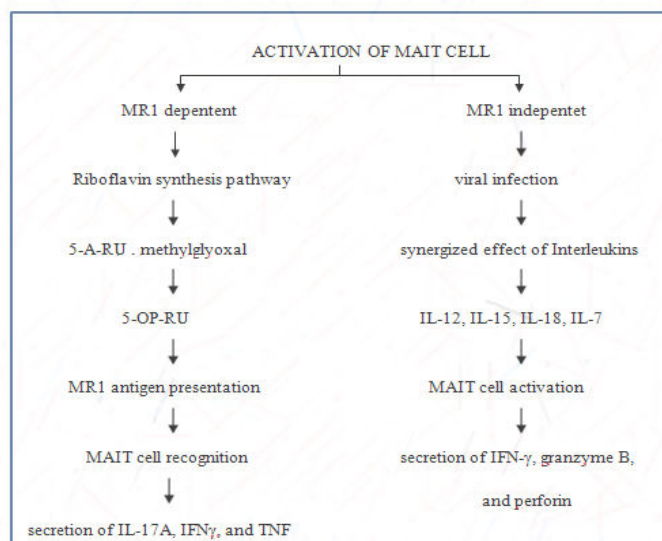 ACTIVATION OF MAIT CELL
MR1 depentent
Riboflavin synthesis pathway
5-A-RU . methylglyoxal
5-OP-RU
MR1 antigen presentation
MAIT cell recognition
secretion of IL-17A, IFNγ, and TNF
MR1 indepentet
viral infection
synergized effect of Interleukins
IL-12, IL-15, IL-18, IL-7
MAIT cell activation
secretion of IFN-γ, granzyme B,
and perforin